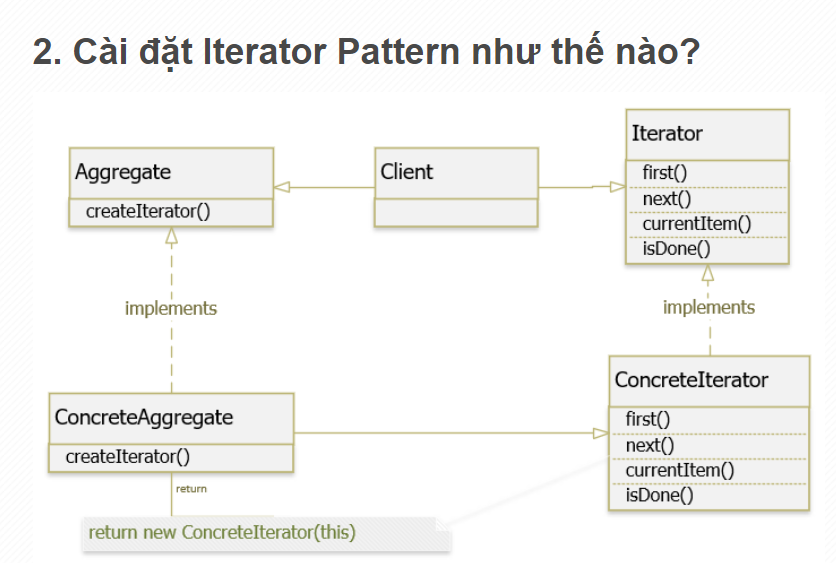 2. Cài đặt Iterator Pattern như thế nào?
Aggregate
createIterator()
Client
Iterator
first()
next()
currentItem()
isDone()
implements
implements
ConcreteAggregate
createIterator()
ConcreteIterator
first()
next()
currentItem()
isDone()
return
return new ConcreteIterator(this)